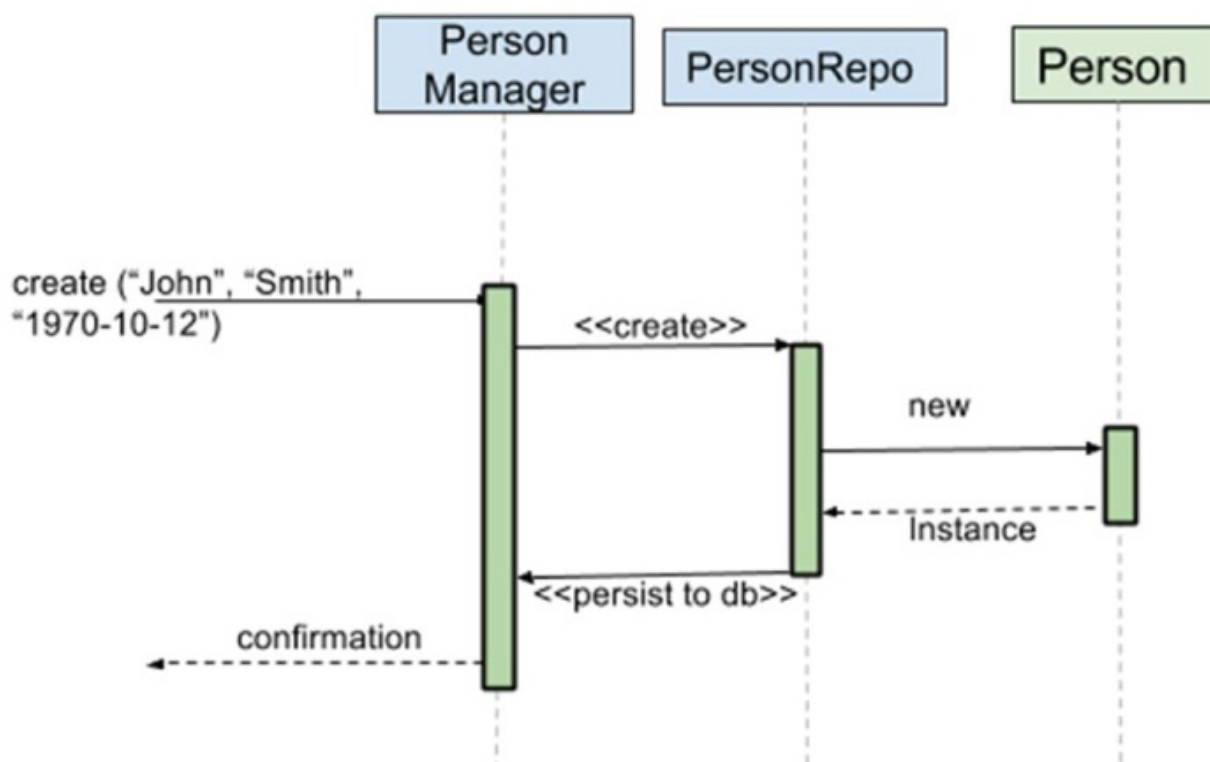 Person
Manager
PersonRepo
Person
create (“John”, “Smith”,
“1970-10-12”)
<<create>>
new
Instance
<<persist to db>>
confirmation